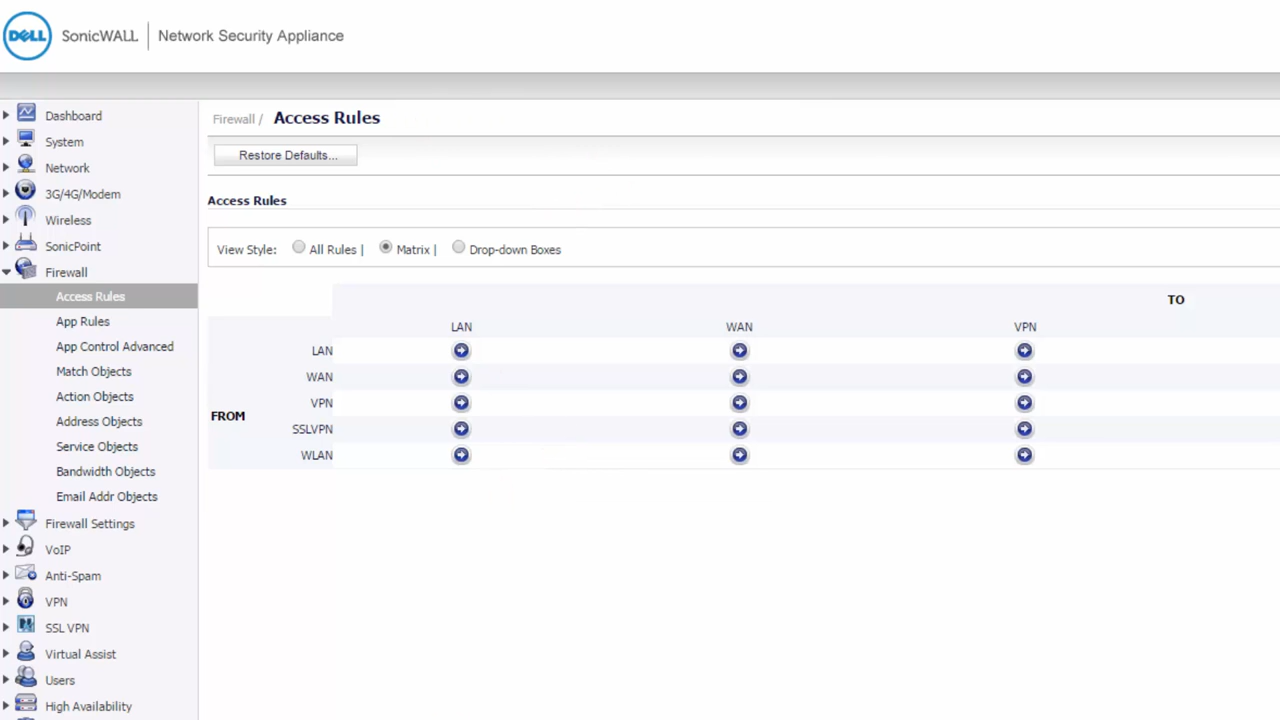 DELL SonicWALL | Network Security Appliance
Dashboard
System
Network
3G/4G/Modem
Wireless
SonicPoint
Firewall
Access Rules
App Rules
App Control Advanced
Match Objects
Action Objects
Address Objects
Service Objects
Bandwidth Objects
Email Addr Objects
Firewall Settings
VoIP
Anti-Spam
VPN
SSL VPN
Virtual Assist
Users
High Availability
Firewall / Access Rules
Restore Defaults...
Access Rules
View Style: All Rules | Matrix | Drop-down Boxes
TO
LAN WAN VPN
LAN
WAN
VPN
FROM
SSLVPN
WLAN